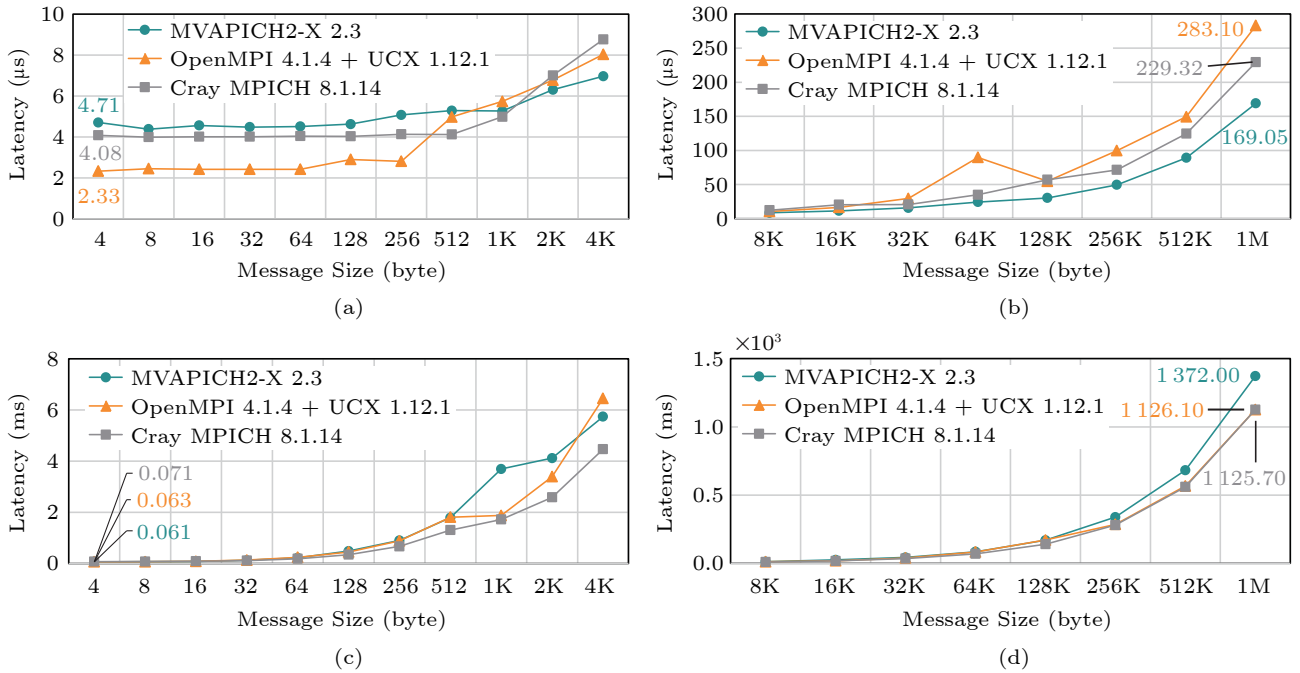 MVAPICH2-X 2.3
OpenMPI 4.1.4 + UCX 1.12.1
Cray MPICH 8.1.14
Latency (μs)
10
8
6
4
2
0
4.71
4.08
2.33
4 8 16 32 64 128 256 512 1K 2K 4K
Message Size (byte)
(a)
MVAPICH2-X 2.3
OpenMPI 4.1.4 + UCX 1.12.1
Cray MPICH 8.1.14
Latency (μs)
300
250
200
150
100
50
0
283.10
229.32
169.05
8K 16K 32K 64K 128K 256K 512K 1M
Message Size (byte)
(b)
MVAPICH2-X 2.3
OpenMPI 4.1.4 + UCX 1.12.1
Cray MPICH 8.1.14
Latency (ms)
8
6
4
2
0
0.071
0.063
0.061
4 8 16 32 64 128 256 512 1K 2K 4K
Message Size (byte)
(c)
×10³
MVAPICH2-X 2.3
OpenMPI 4.1.4 + UCX 1.12.1
Cray MPICH 8.1.14
Latency (ms)
1.5
1.0
0.5
0.0
1 372.00
1 126.10
1 125.70
8K 16K 32K 64K 128K 256K 512K 1M
Message Size (byte)
(d)